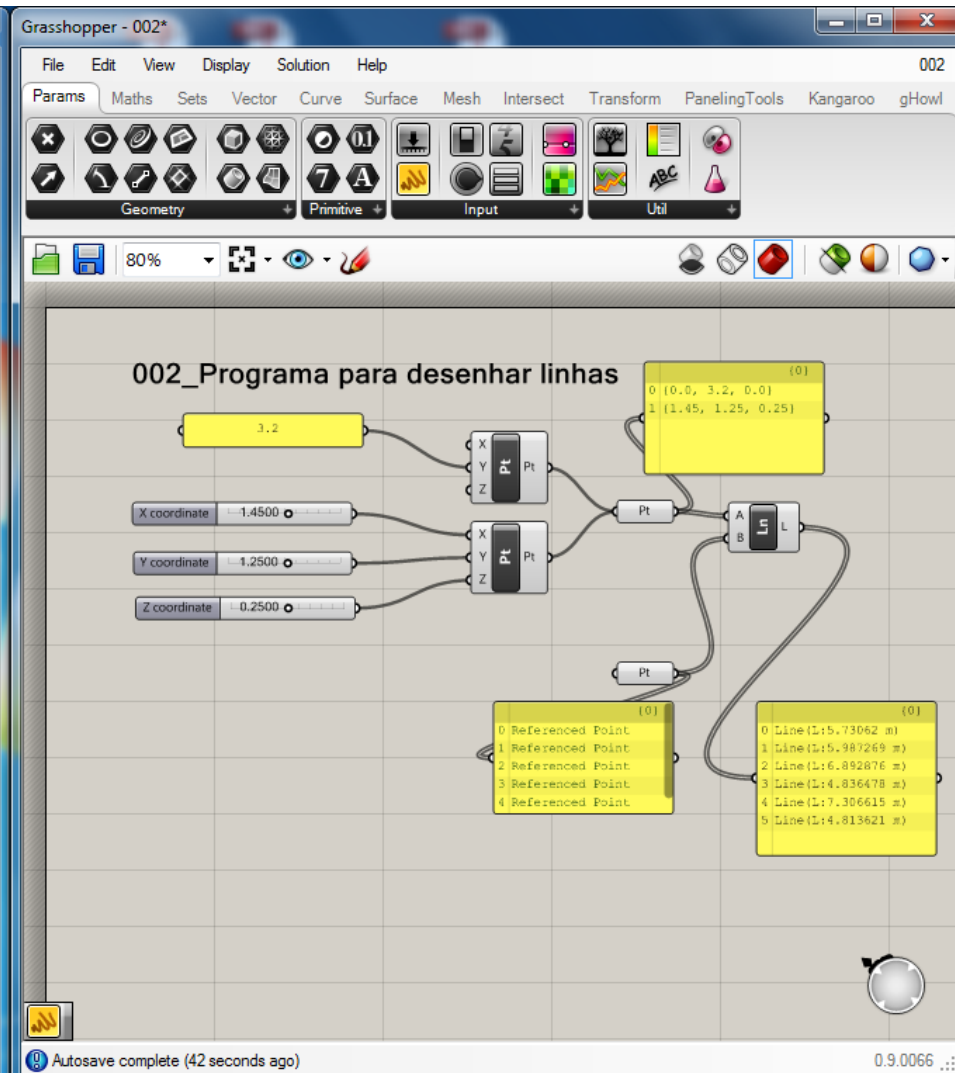 Grasshopper - 002*
File Edit View Display Solution Help 002
Params Maths Sets Vector Curve Surface Mesh Intersect Transform PanelingTools Kangaroo gHowl
0.1
7 A
5
ABC
Geometry Primitive Input Util
80%
002_Programa para desenhar linhas
{0}
0 {0.0, 3.2, 0.0}
1 {1.45, 1.25, 0.25}
3.2
X
Y Pt Pt
Z
X coordinate 1.4500
Y coordinate 1.2500
Z coordinate 0.2500
X
Y Pt Pt
Z
Pt
A
B Ln L
Pt
{0}
0 Referenced Point
1 Referenced Point
2 Referenced Point
3 Referenced Point
4 Referenced Point
{0}
0 Line(L:5.73062 m)
1 Line(L:5.987269 m)
2 Line(L:6.892876 m)
3 Line(L:4.836478 m)
4 Line(L:7.306615 m)
5 Line(L:4.813621 m)
Autosave complete (42 seconds ago) 0.9.0066